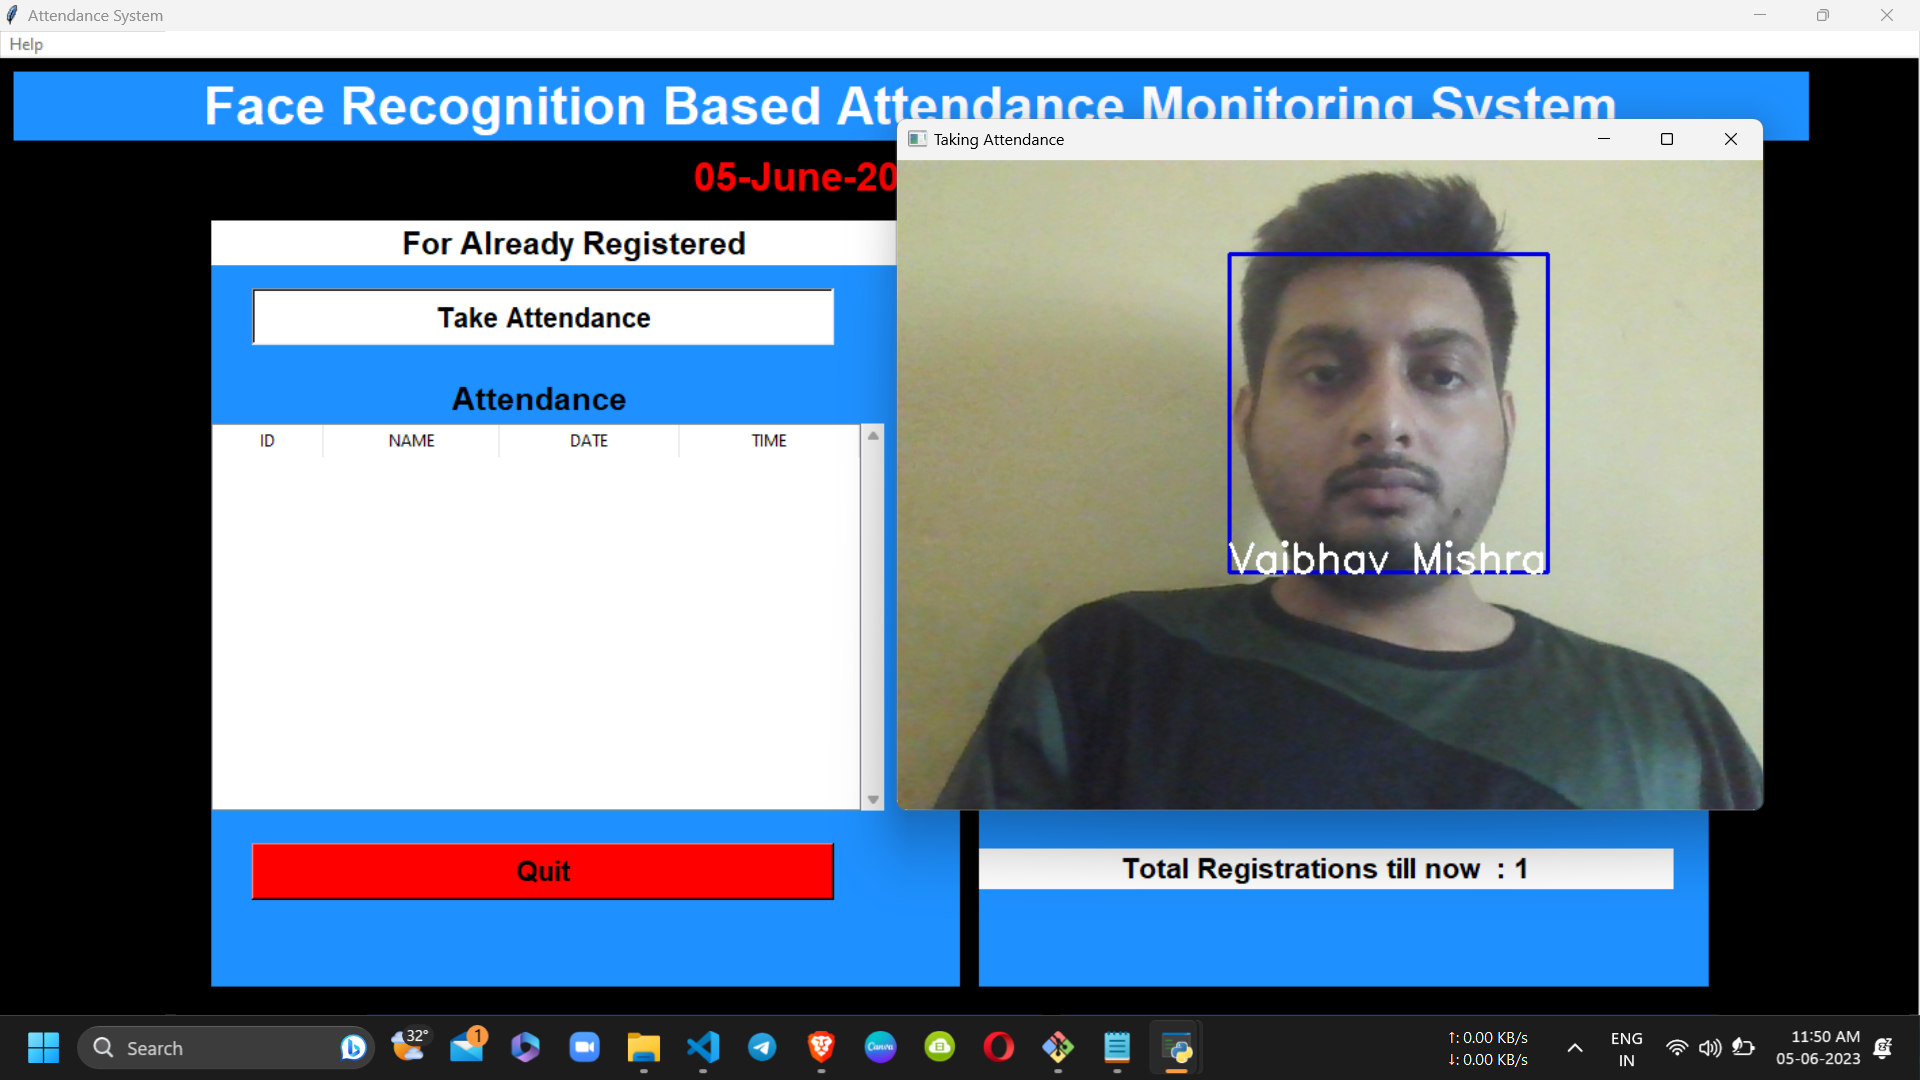 Attendance System
Help
Face Recognition Based Attendance Monitoring System
05-June-20
Taking Attendance
For Already Registered
Take Attendance
Attendance
ID NAME DATE TIME
Vaibhav Mishra
Quit
Total Registrations till now : 1
Search
32°
1
Canva
↑: 0.00 KB/s
↓: 0.00 KB/s
ENG
IN
11:50 AM
05-06-2023